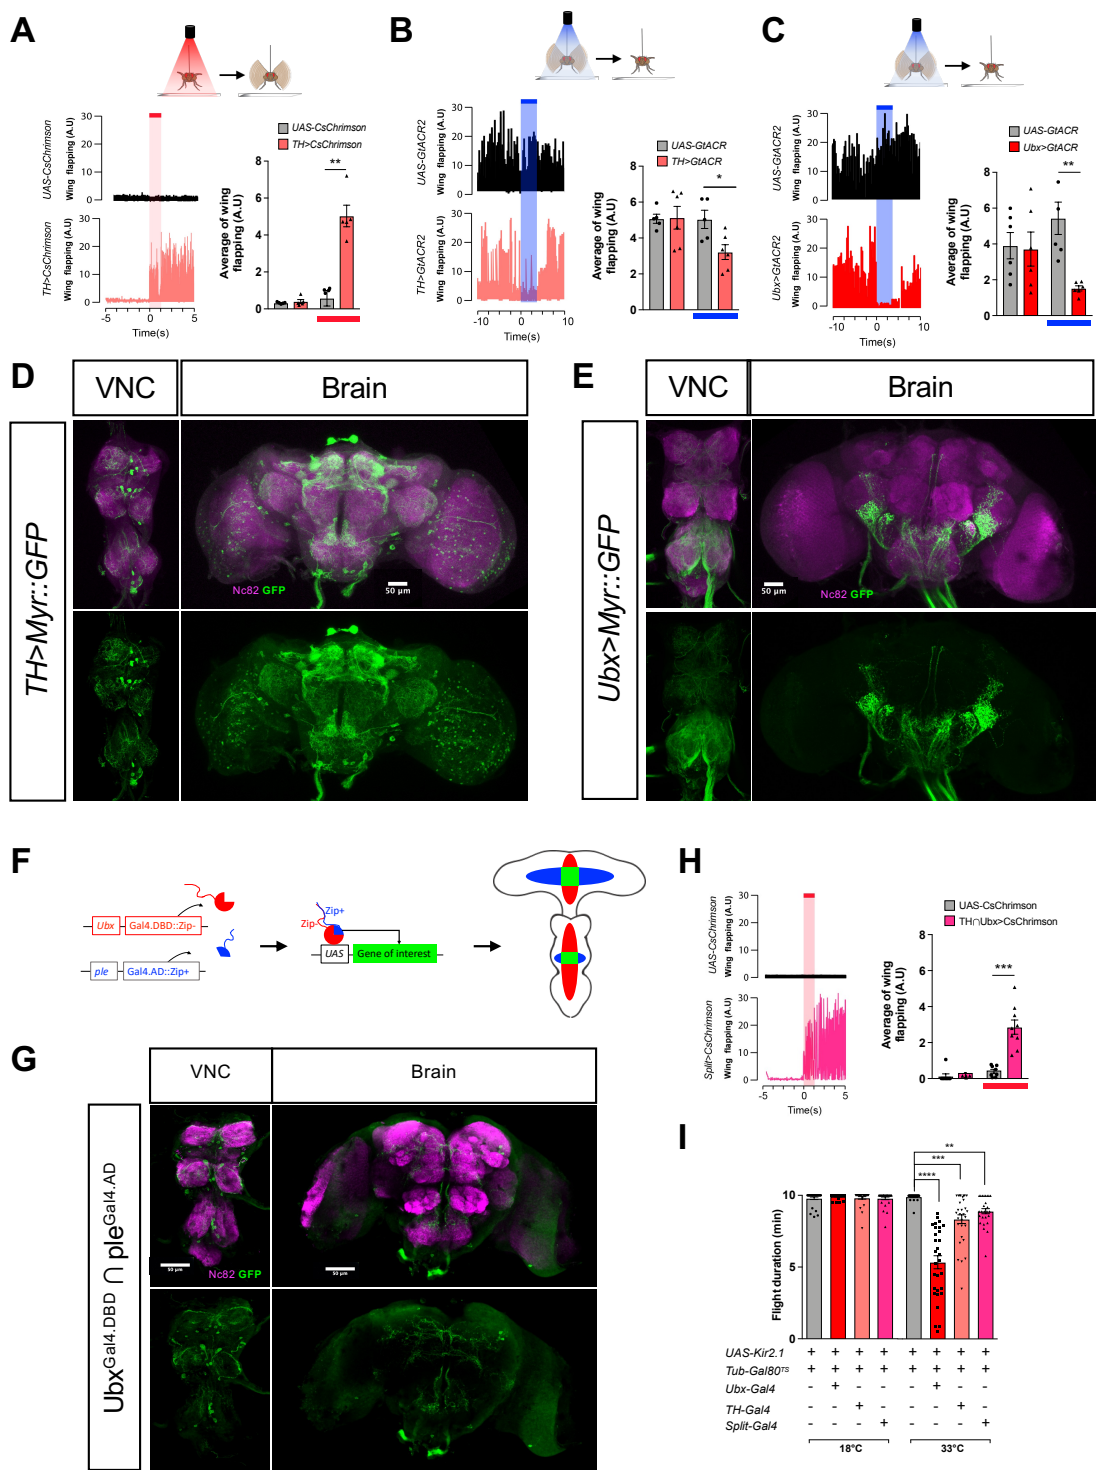 A
UAS-CsChrimson
Wing flapping (A.U)
30
20
10
0
TH>CsChrimson
Wing flapping (A.U)
30
20
10
0
-5
0
5
Time(s)
UAS-CsChrimson
TH>CsChrimson
Average of wing
flapping (A.U)
8
6
4
2
0
**
B
UAS-GtACR2
Wing flapping (A.U)
30
20
10
0
TH>GtACR2
Wing flapping (A.U)
30
20
10
0
-10
0
10
Time(s)
UAS-GtACR
TH>GtACR
Average of wing
flapping (A.U)
8
6
4
2
0
*
C
UAS-GtACR2
Wing flapping (A.U)
30
20
10
0
Ubx>GtACR2
Wing flapping (A.U)
30
20
10
0
-10
0
10
Time(s)
UAS-GtACR
Ubx>GtACR
Average of wing
flapping (A.U)
8
6
4
2
0
**
D
VNC
Brain
TH>Myr::GFP
Nc82 GFP
50 µm
E
VNC
Brain
Ubx>Myr::GFP
Nc82 GFP
50 µm
F
Ubx
Gal4.DBD::Zip-
ple
Gal4.AD::Zip+
Zip+
Zip-
UAS
Gene of interest
G
VNC
Brain
Ubx^Gal4.DBD ∩ ple^Gal4.AD
50 µm
Nc82 GFP
50 µm
H
UAS-CsChrimson
Wing flapping (A.U)
30
20
10
0
Split>CsChrimson
Wing flapping (A.U)
30
20
10
0
-5
0
5
Time(s)
UAS-CsChrimson
TH∩Ubx>CsChrimson
Average of wing
flapping (A.U)
8
6
4
2
0
***
I
Flight duration (min)
10
5
0
**
***
****
UAS-Kir2.1 + + + + + + + +
Tub-Gal80^TS + + + + + + + +
Ubx-Gal4 - + - - - + - -
TH-Gal4 - - + - - - + -
Split-Gal4 - - - + - - - +
18°C 33°C